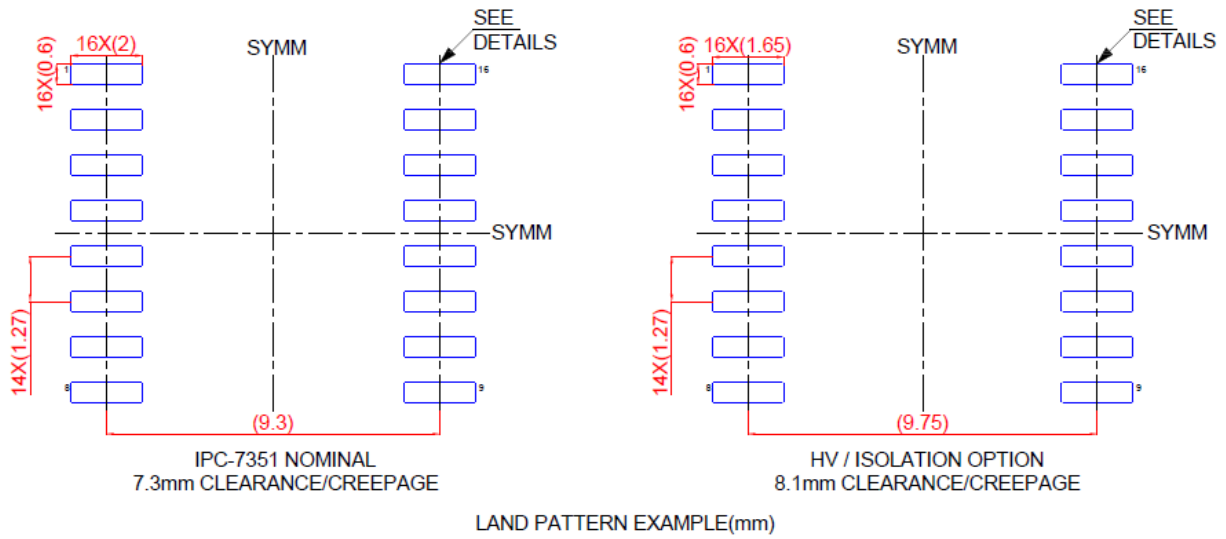 SEE
DETAILS
SYMM
16X(2)
16X(0.6)
1
16
SYMM
14X(1.27)
8
9
(9.3)
IPC-7351 NOMINAL
7.3mm CLEARANCE/CREEPAGE
SEE
DETAILS
SYMM
16X(1.65)
16X(0.6)
1
16
SYMM
14X(1.27)
8
9
(9.75)
HV / ISOLATION OPTION
8.1mm CLEARANCE/CREEPAGE
LAND PATTERN EXAMPLE(mm)